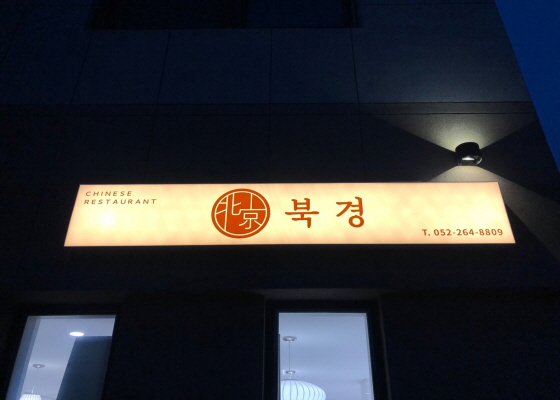 CHINESE
RESTAURANT
北京
북경
T. 052-264-8809